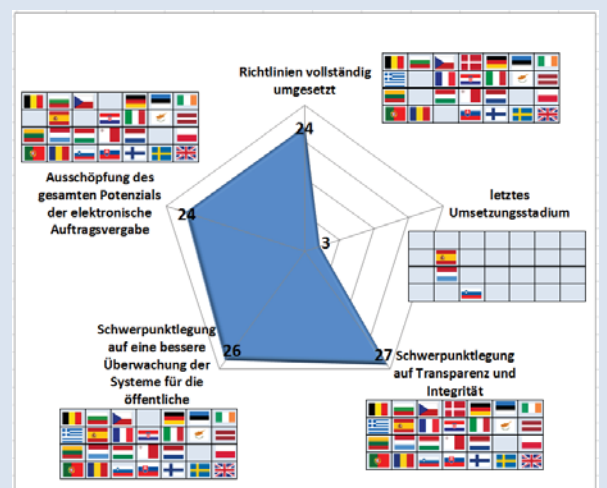 Richtlinien vollständig
umgesetzt
24
letztes
Umsetzungsstadium
3
Schwerpunktlegung
auf Transparenz und
Integrität
27
Schwerpunktlegung
auf eine bessere
Überwachung der
Systeme für die
öffentliche
26
Ausschöpfung des
gesamten Potenzials
der elektronische
Auftragsvergabe
24